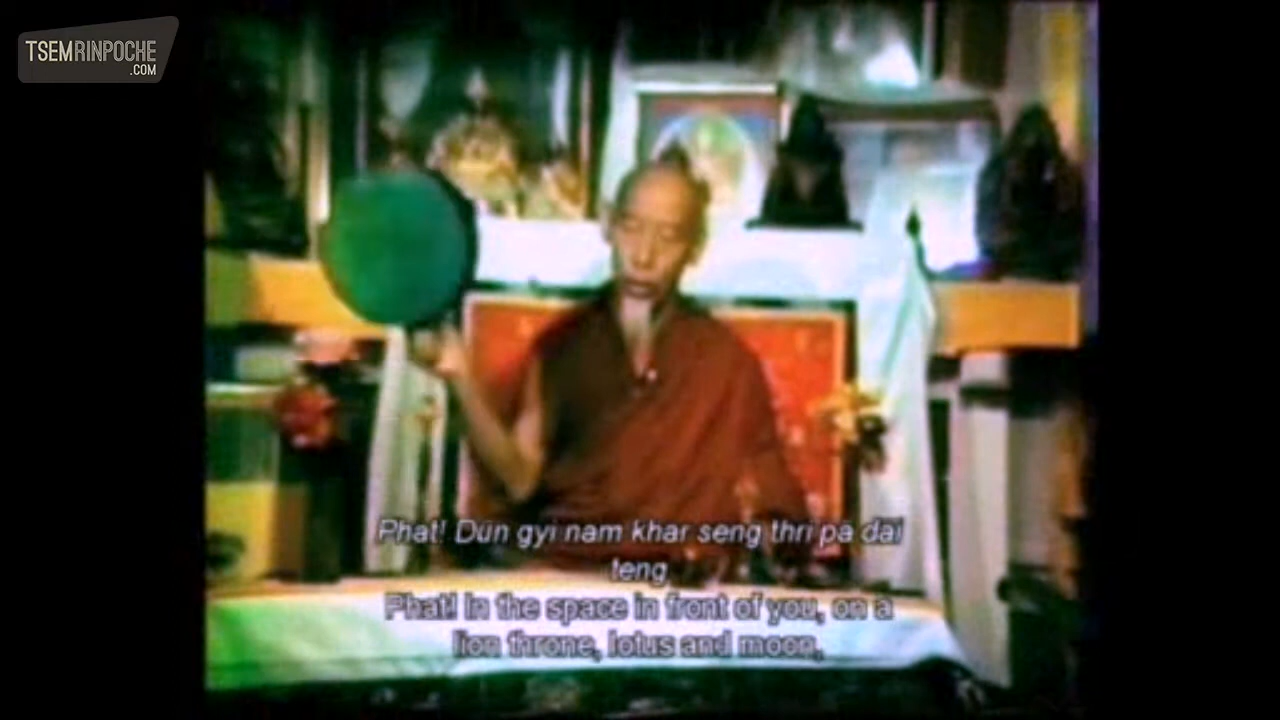 TSEMRINPOCHE
.COM
Phat! Dün gyi nam khar seng thri pa dai
teng
Phat! In the space in front of you, on a
lion throne, lotus and moon,